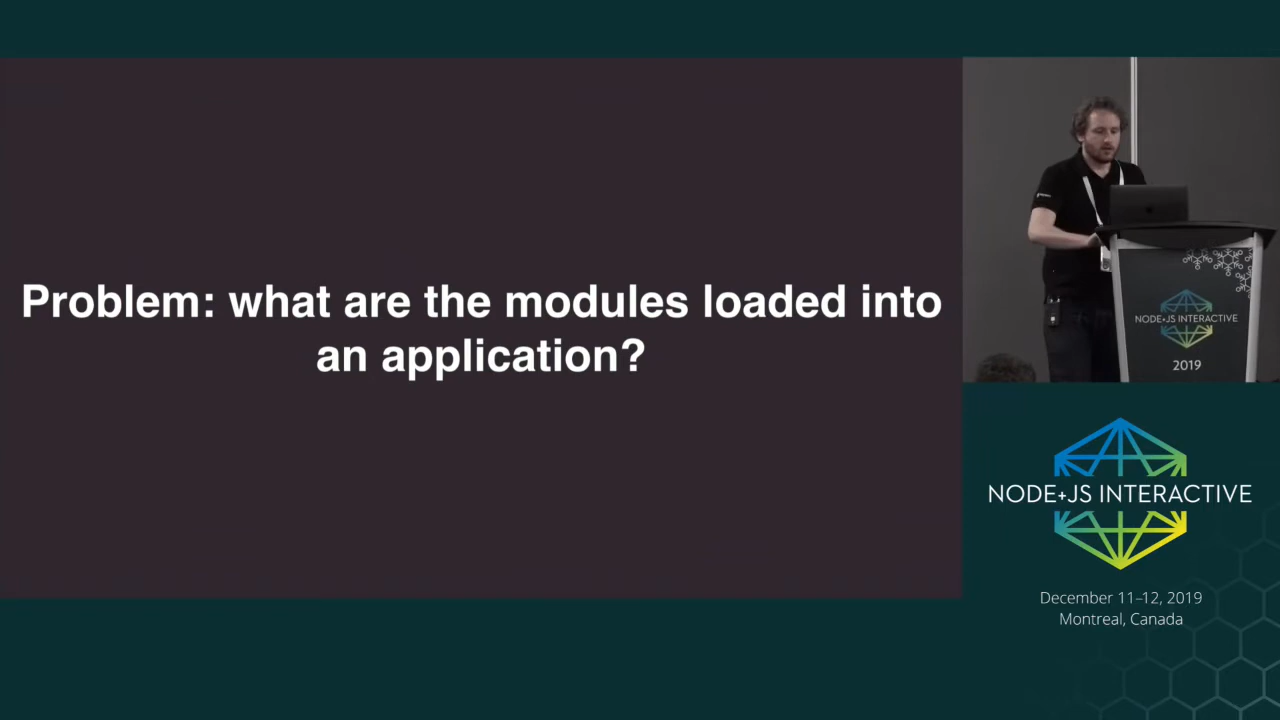 Problem: what are the modules loaded into
an application?
NODE+JS INTERACTIVE
2019
NODE+JS INTERACTIVE
December 11–12, 2019
Montreal, Canada